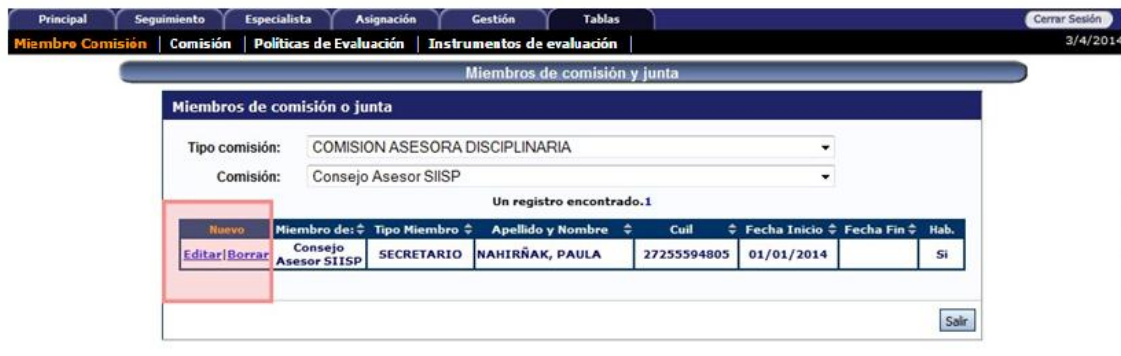 Principal Seguimiento Especialista Asignación Gestión Tablas Cerrar Sesión
Miembro Comisión | Comisión | Políticas de Evaluación | Instrumentos de evaluación | 3/4/2014
Miembros de comisión y junta
Miembros de comisión o junta
Tipo comisión: COMISION ASESORA DISCIPLINARIA
Comisión: Consejo Asesor SIISP
Un registro encontrado.1
Nuevo Miembro de: Tipo Miembro Apellido y Nombre Cuil Fecha Inicio Fecha Fin Hab.
Editar|Borrar Consejo Asesor SIISP SECRETARIO NAHIRÑAK, PAULA 27255594805 01/01/2014 Si
Salir